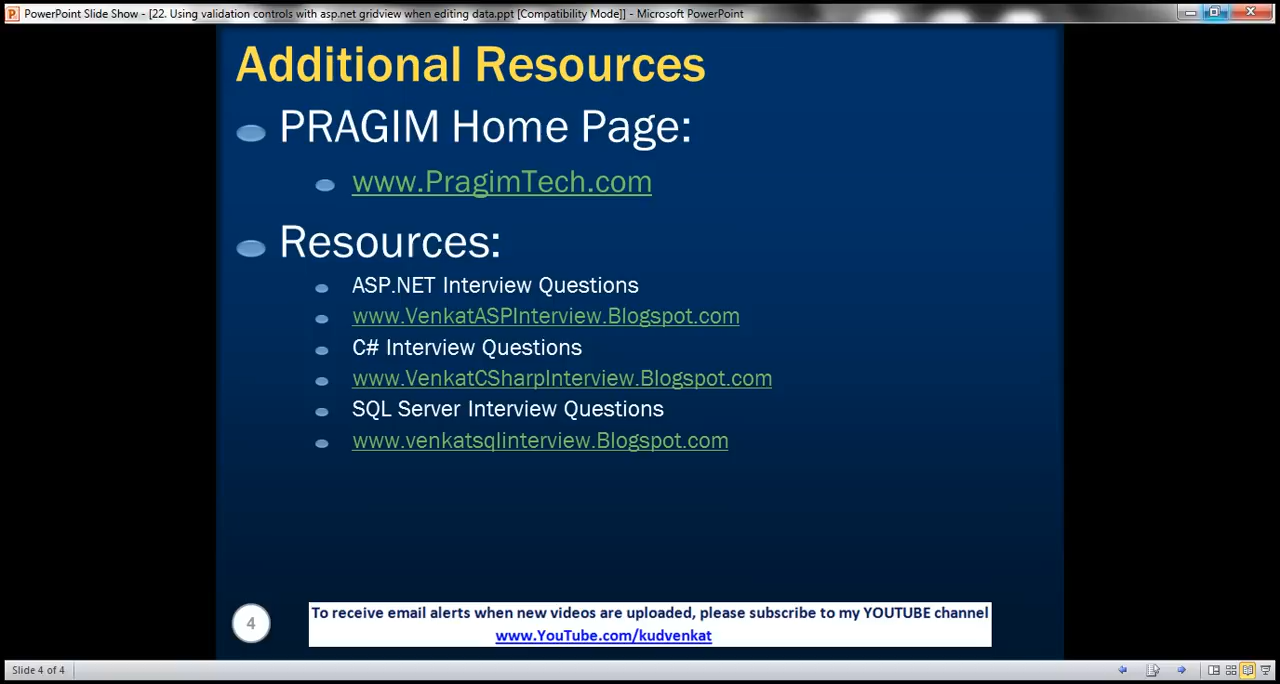 PowerPoint Slide Show - [22. Using validation controls with asp.net gridview when editing data.ppt [Compatibility Mode]] - Microsoft PowerPoint
Additional Resources
PRAGIM Home Page:
www.PragimTech.com
Resources:
ASP.NET Interview Questions
www.VenkatASPInterview.Blogspot.com
C# Interview Questions
www.VenkatCSharpInterview.Blogspot.com
SQL Server Interview Questions
www.venkatsqlinterview.Blogspot.com
4
To receive email alerts when new videos are uploaded, please subscribe to my YOUTUBE channel
www.YouTube.com/kudvenkat
Slide 4 of 4